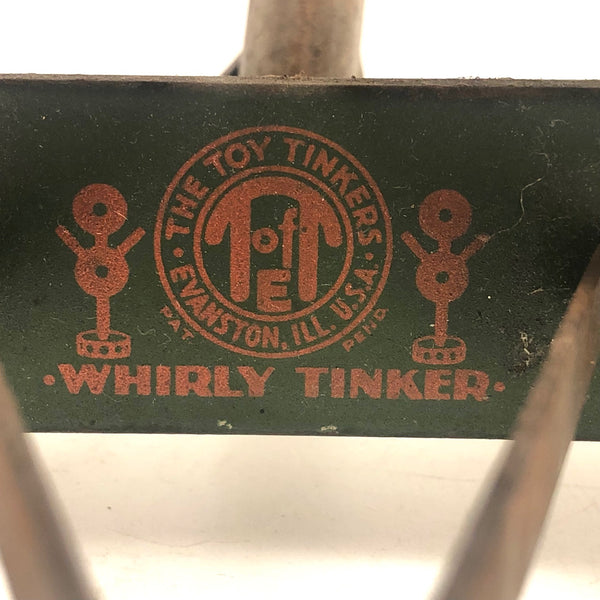 THE TOY TINKERS
T of T
E
EVANSTON, ILL. U.S.A.
PAT PEND
WHIRLY TINKER